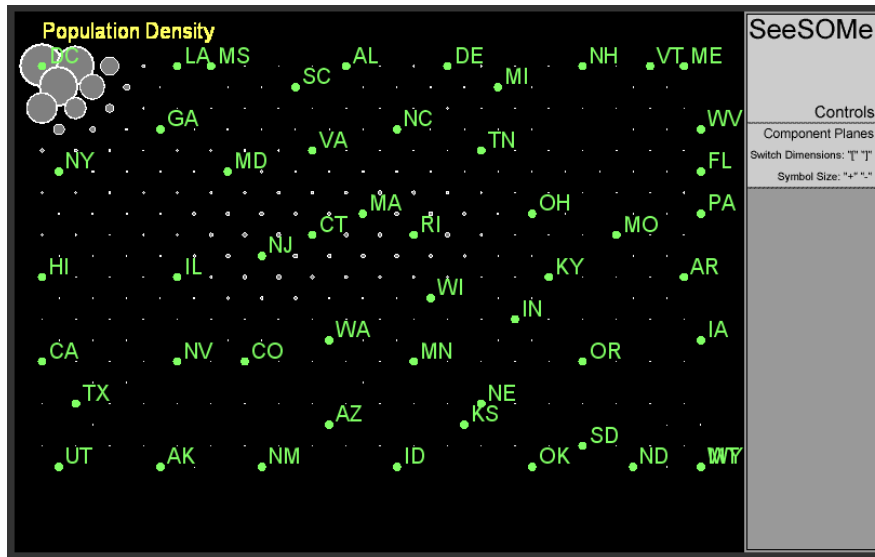 Population Density
SeeSOMe
DC
LA
MS
AL
DE
NH
VT
ME
SC
MI
Controls
GA
NC
WV
Component Planes
VA
TN
Switch Dimensions: "[" "]"
NY
MD
FL
Symbol Size: "+" "-"
MA
OH
PA
CT
RI
MO
NJ
HI
IL
KY
AR
WI
IN
WA
IA
CA
NV
CO
MN
OR
TX
NE
AZ
KS
SD
UT
AK
NM
ID
OK
ND